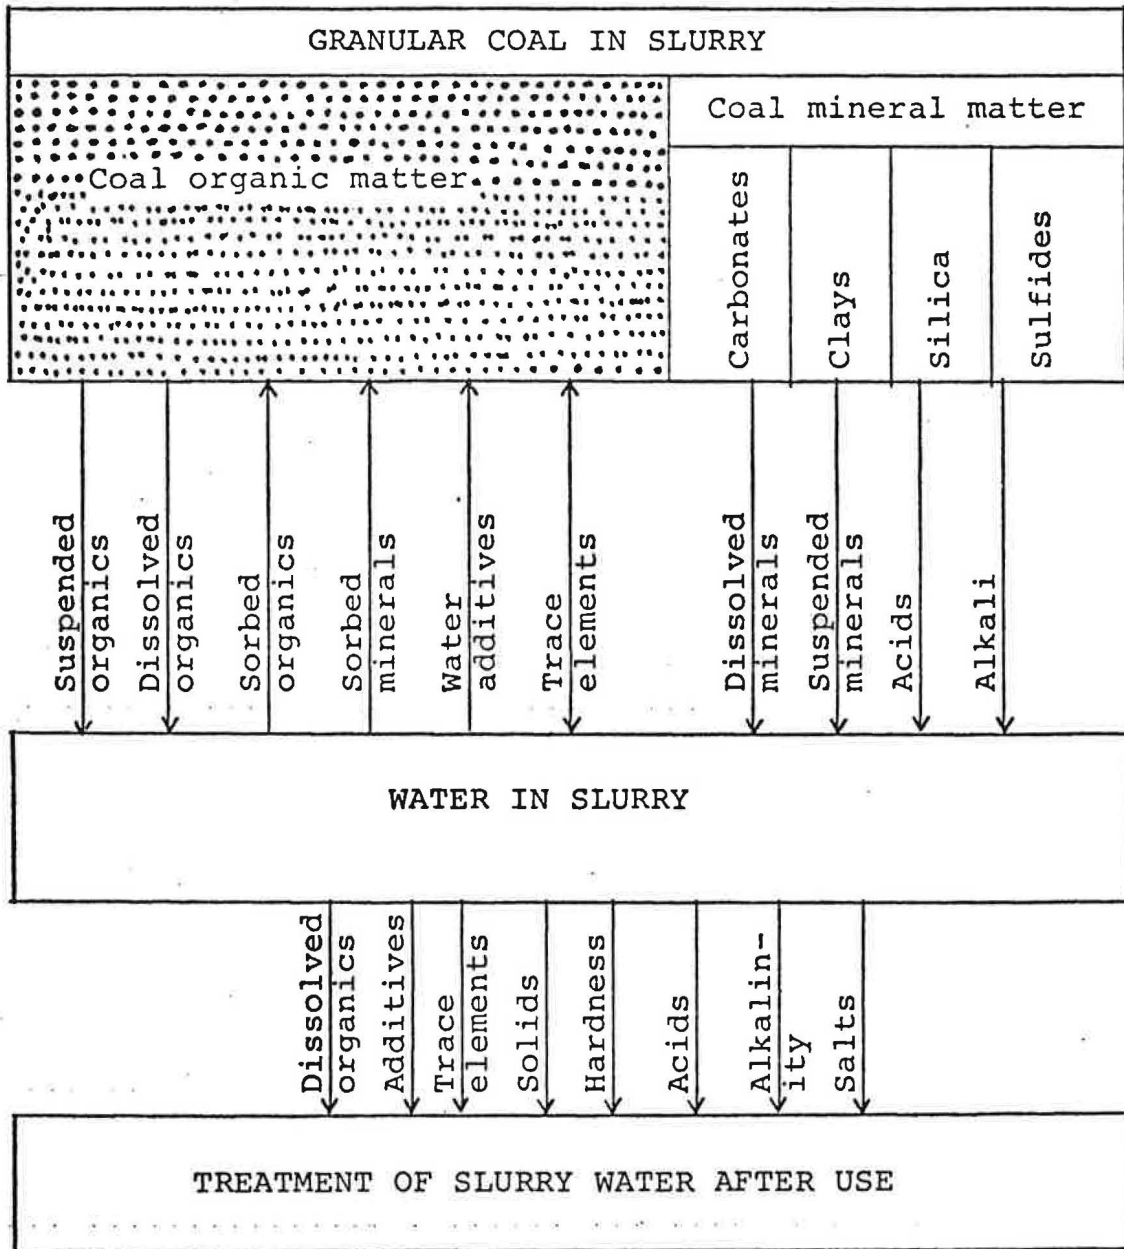 GRANULAR COAL IN SLURRY
Coal organic matter
Coal mineral matter
Carbonates
Clays
Silica
Sulfides
Suspended
organics
Dissolved
organics
Sorbed
organics
Sorbed
minerals
Water
additives
Trace
elements
Dissolved
minerals
Suspended
minerals
Acids
Alkali
WATER IN SLURRY
Dissolved
organics
Additives
Trace
elements
Solids
Hardness
Acids
Alkalin-
ity
Salts
TREATMENT OF SLURRY WATER AFTER USE